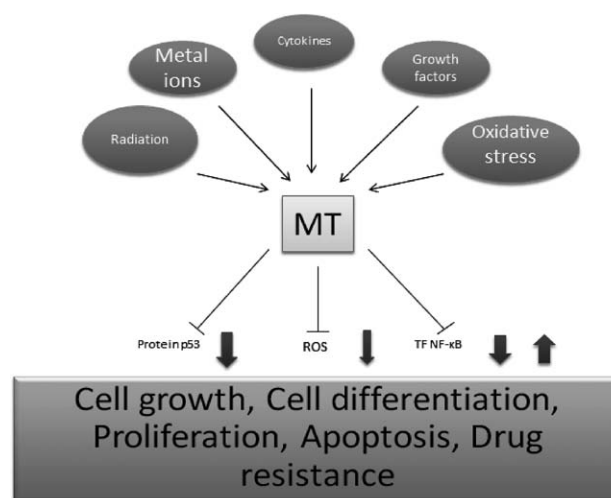 Cytokines
Metal
ions
Growth
factors
Radiation
Oxidative
stress
MT
Protein p53
ROS
TF NF-κB
Cell growth, Cell differentiation,
Proliferation, Apoptosis, Drug
resistance